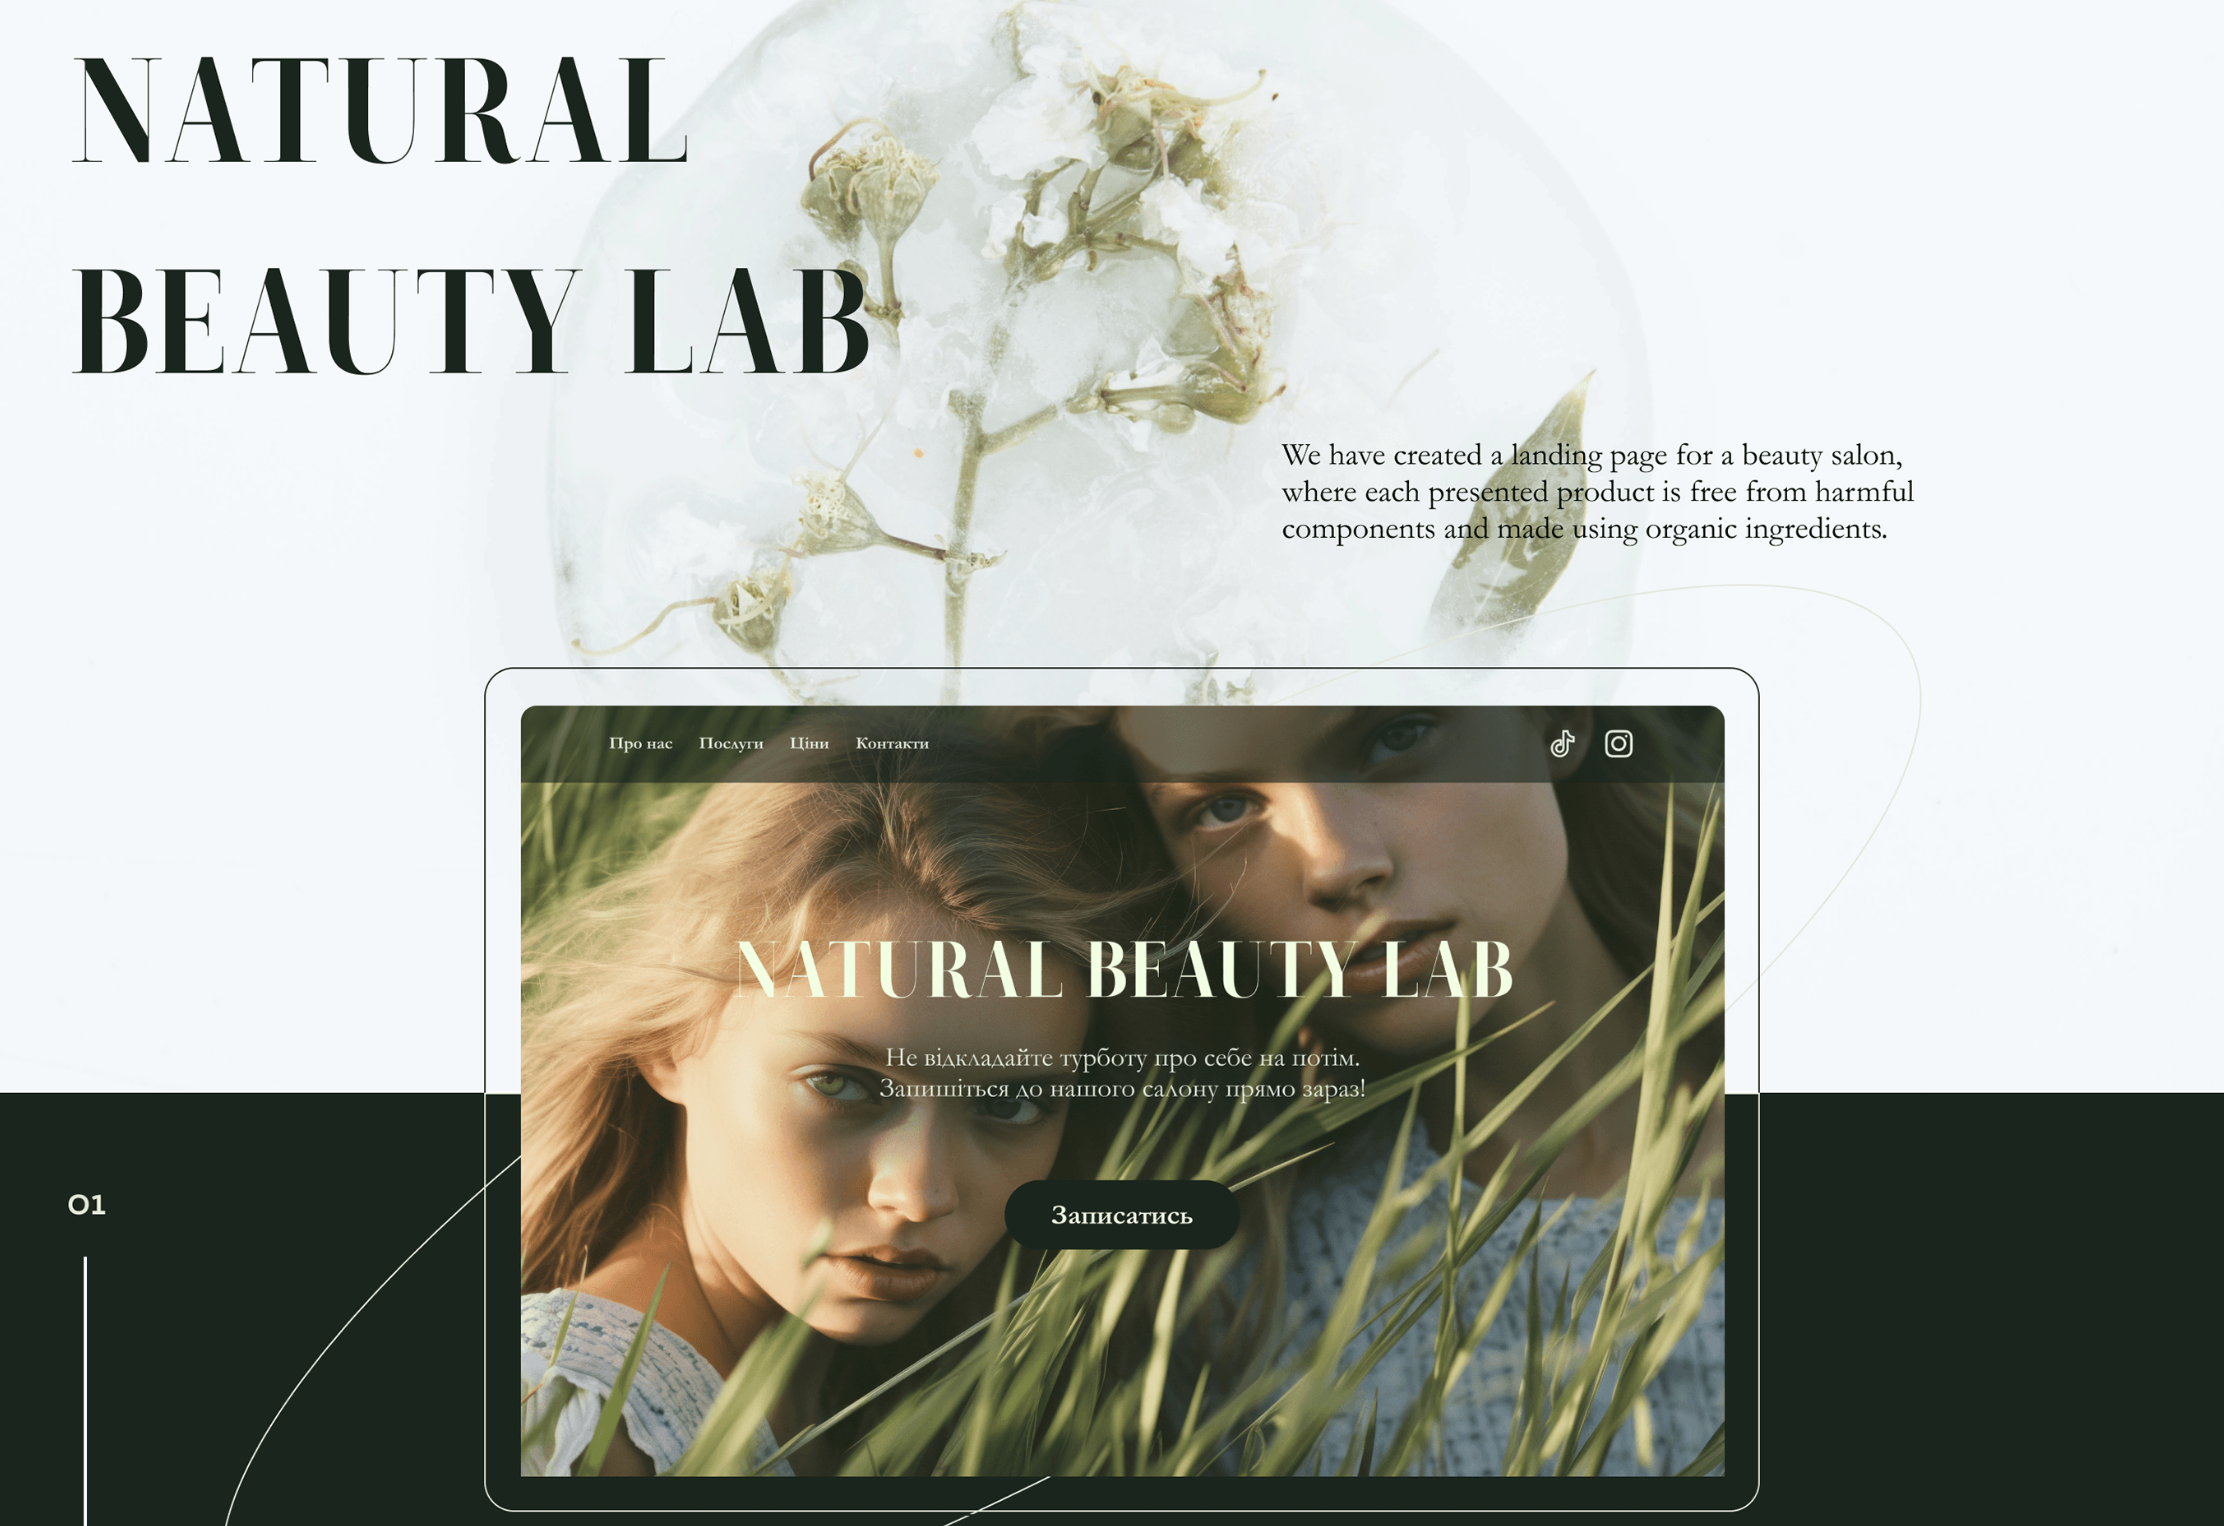 NATURAL
BEAUTY LAB
We have created a landing page for a beauty salon,
where each presented product is free from harmful
components and made using organic ingredients.
Про нас Послуги Ціни Контакти
NATURAL BEAUTY LAB
Не відкладайте турботу про себе на потім.
Запишіться до нашого салону прямо зараз!
Записатись
01